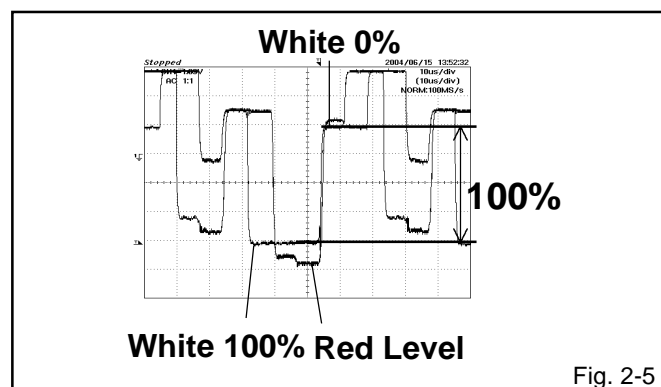 White 0%
Stopped
2004/06/15 13:52:32
10us/div
AC 1:1
(10us/div)
NORM:100MS/s
100%
White 100%
Red Level
Fig. 2-5